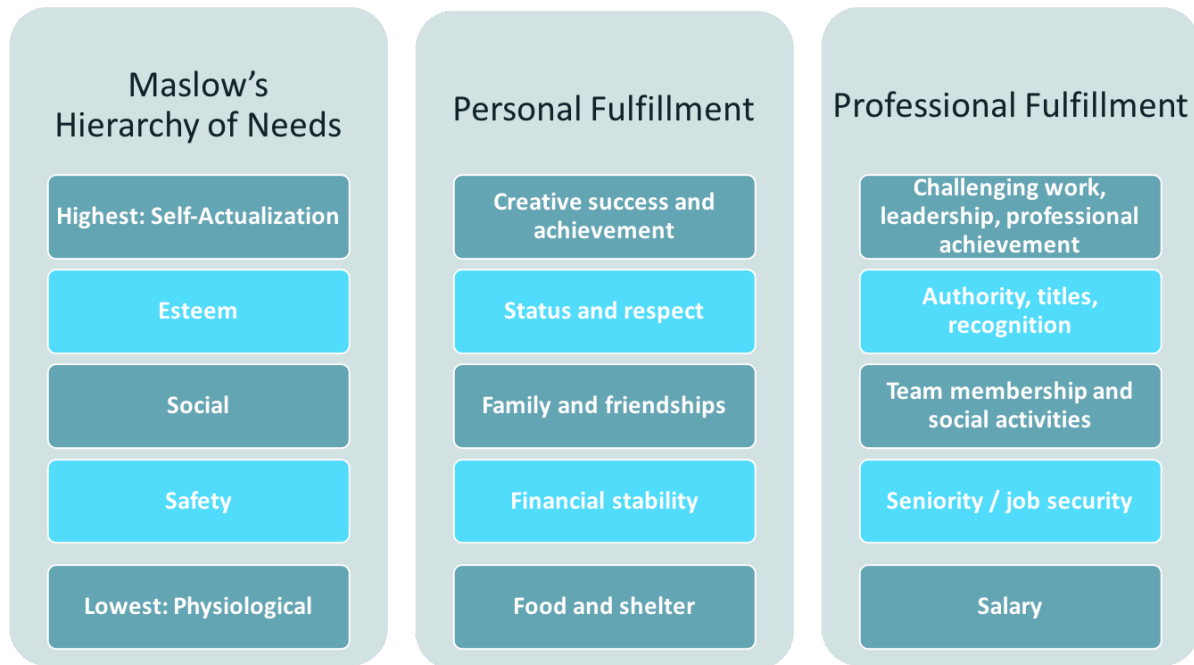 Maslow’s
Hierarchy of Needs
Highest: Self-Actualization
Esteem
Social
Safety
Lowest: Physiological
Personal Fulfillment
Creative success and
achievement
Status and respect
Family and friendships
Financial stability
Food and shelter
Professional Fulfillment
Challenging work,
leadership, professional
achievement
Authority, titles,
recognition
Team membership and
social activities
Seniority / job security
Salary